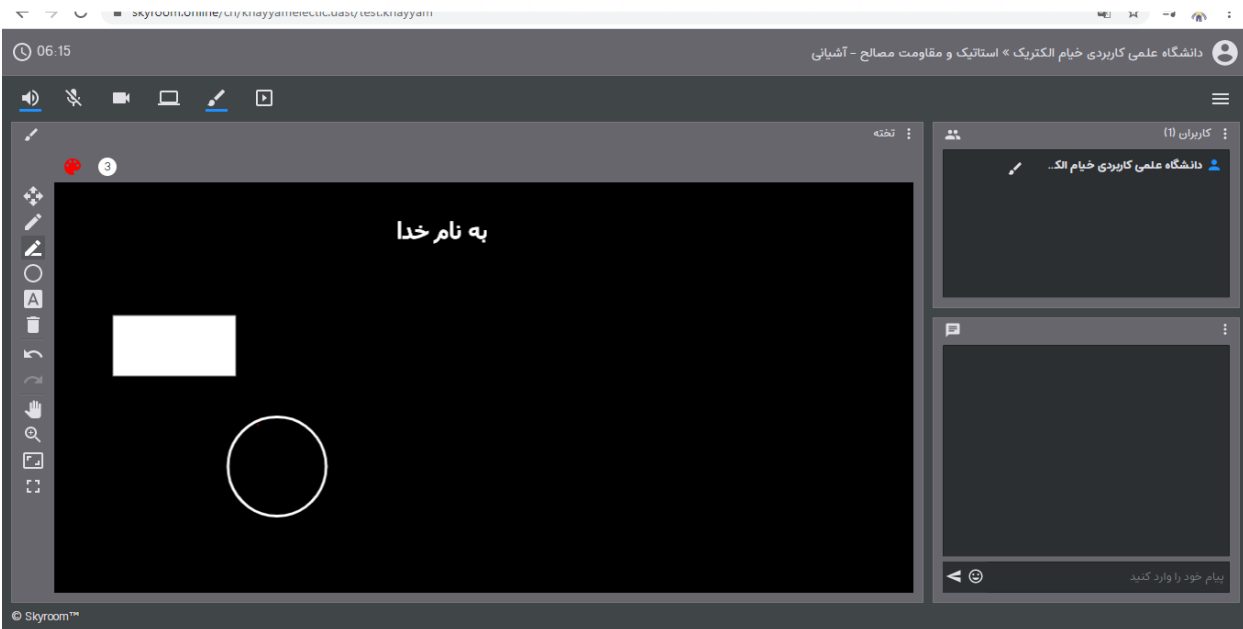 skyroom.online/ch/khayyamelectic.uast/test.khayyam
06:15
دانشگاه علمی کاربردی خیام الکتریک » استاتیک و مقاومت مصالح - آشیانی
تخته
3
به نام خدا
کاربران (1)
دانشگاه علمی کاربردی خیام الک..
پیام خود را وارد کنید
© Skyroom™